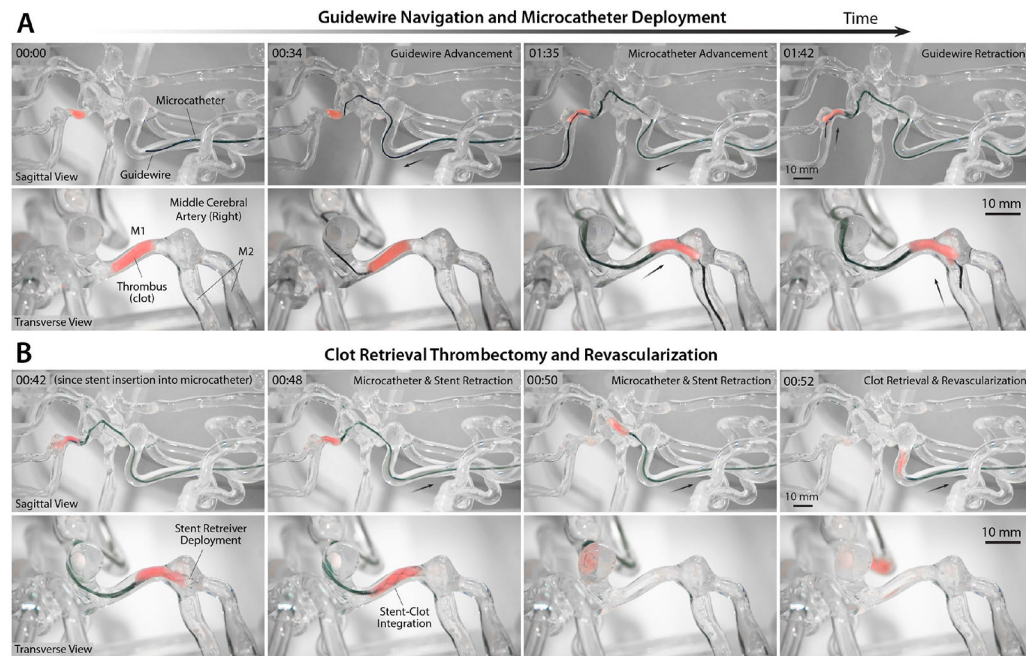 A
Guidewire Navigation and Microcatheter Deployment
Time
00:00
Microcatheter
Guidewire
Sagittal View
00:34
Guidewire Advancement
01:35
Microcatheter Advancement
01:42
Guidewire Retraction
10 mm
Middle Cerebral
Artery (Right)
M1
M2
Thrombus
(clot)
Transverse View
10 mm
B
Clot Retrieval Thrombectomy and Revascularization
00:42 (since stent insertion into microcatheter)
Sagittal View
00:48
Microcatheter & Stent Retraction
00:50
Microcatheter & Stent Retraction
00:52
Clot Retrieval & Revascularization
10 mm
Stent Retreiver
Deployment
Transverse View
Stent-Clot
Integration
10 mm